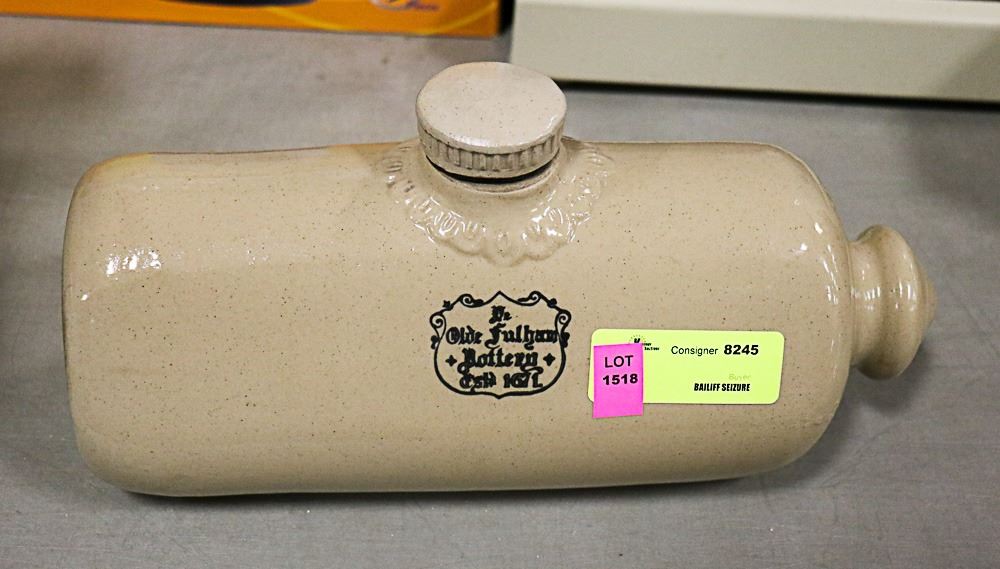 Ye
Olde Fulham
Pottery
Estd 1671.
LOT
1518
Consigner 8245
Buyer
BAILIFF SEIZURE